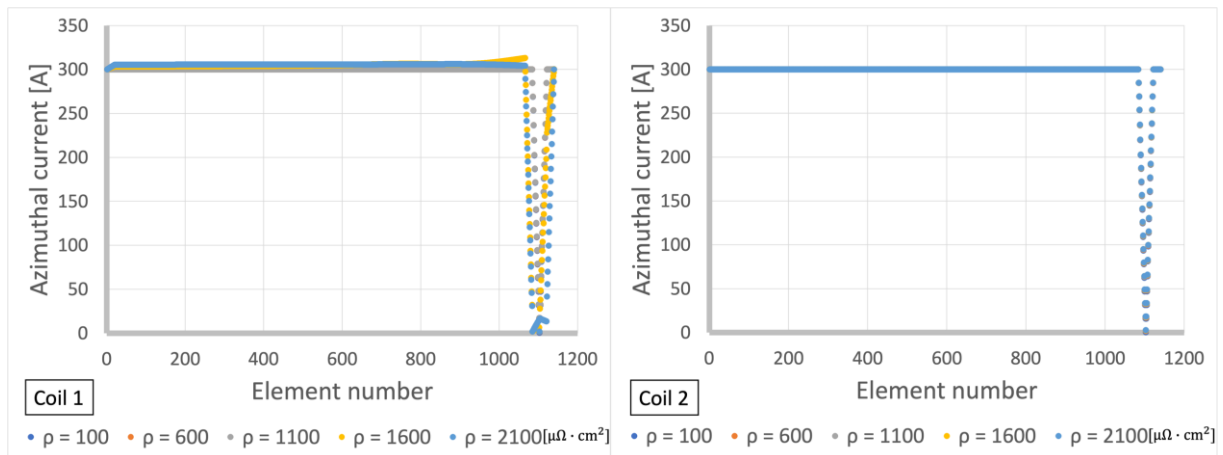 Azimuthal current [A]
350
300
250
200
150
100
50
0
0 200 400 600 800 1000 1200
Element number
Coil 1
ρ = 100 ρ = 600 ρ = 1100 ρ = 1600 ρ = 2100[μΩ · cm²]
Azimuthal current [A]
350
300
250
200
150
100
50
0
0 200 400 600 800 1000 1200
Element number
Coil 2
ρ = 100 ρ = 600 ρ = 1100 ρ = 1600 ρ = 2100[μΩ · cm²]